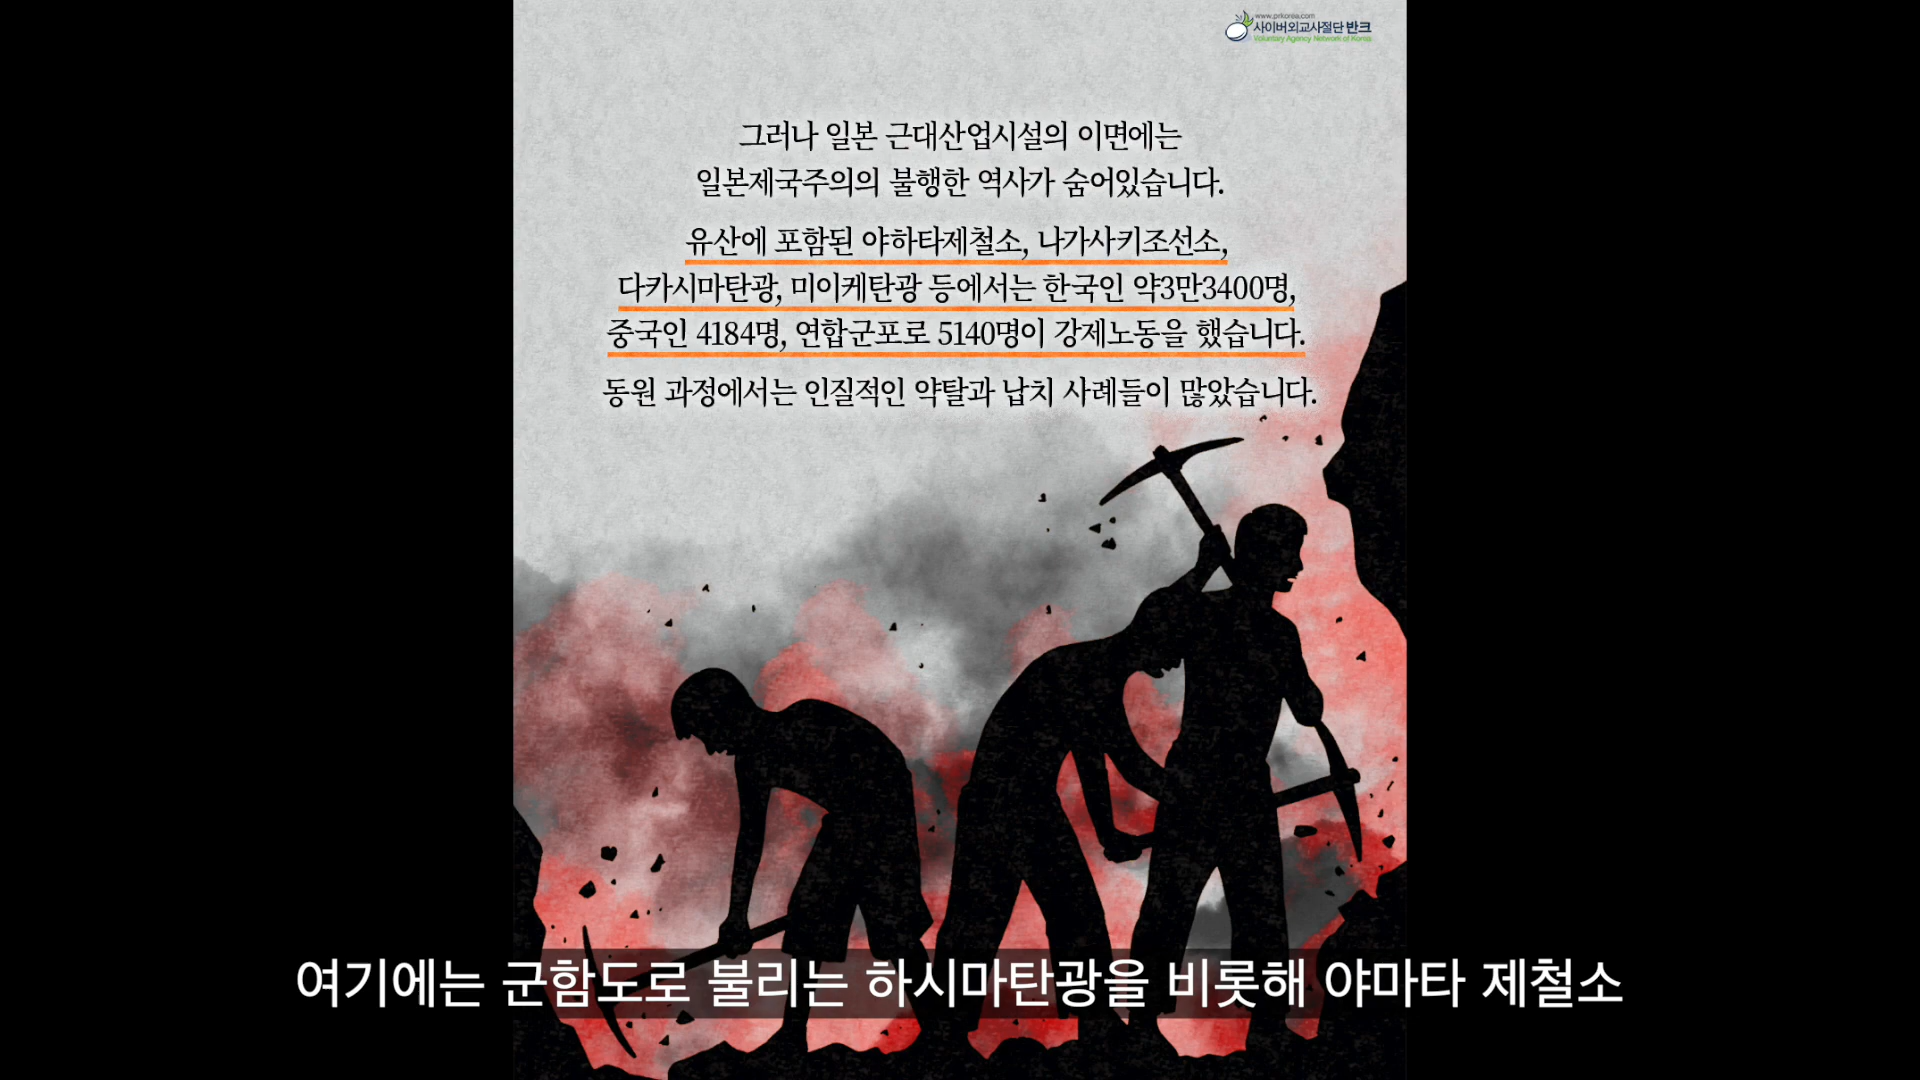 www.prkorea.com
사이버외교사절단 반크
Voluntary Agency Network of Korea
그러나 일본 근대산업시설의 이면에는
일본제국주의의 불행한 역사가 숨어있습니다.
유산에 포함된 야하타제철소, 나가사키조선소,
다카시마탄광, 미이케탄광 등에서는 한국인 약3만3400명,
중국인 4184명, 연합군포로 5140명이 강제노동을 했습니다.
동원 과정에서는 인질적인 약탈과 납치 사례들이 많았습니다.
여기에는 군함도로 불리는 하시마탄광을 비롯해 야마타 제철소